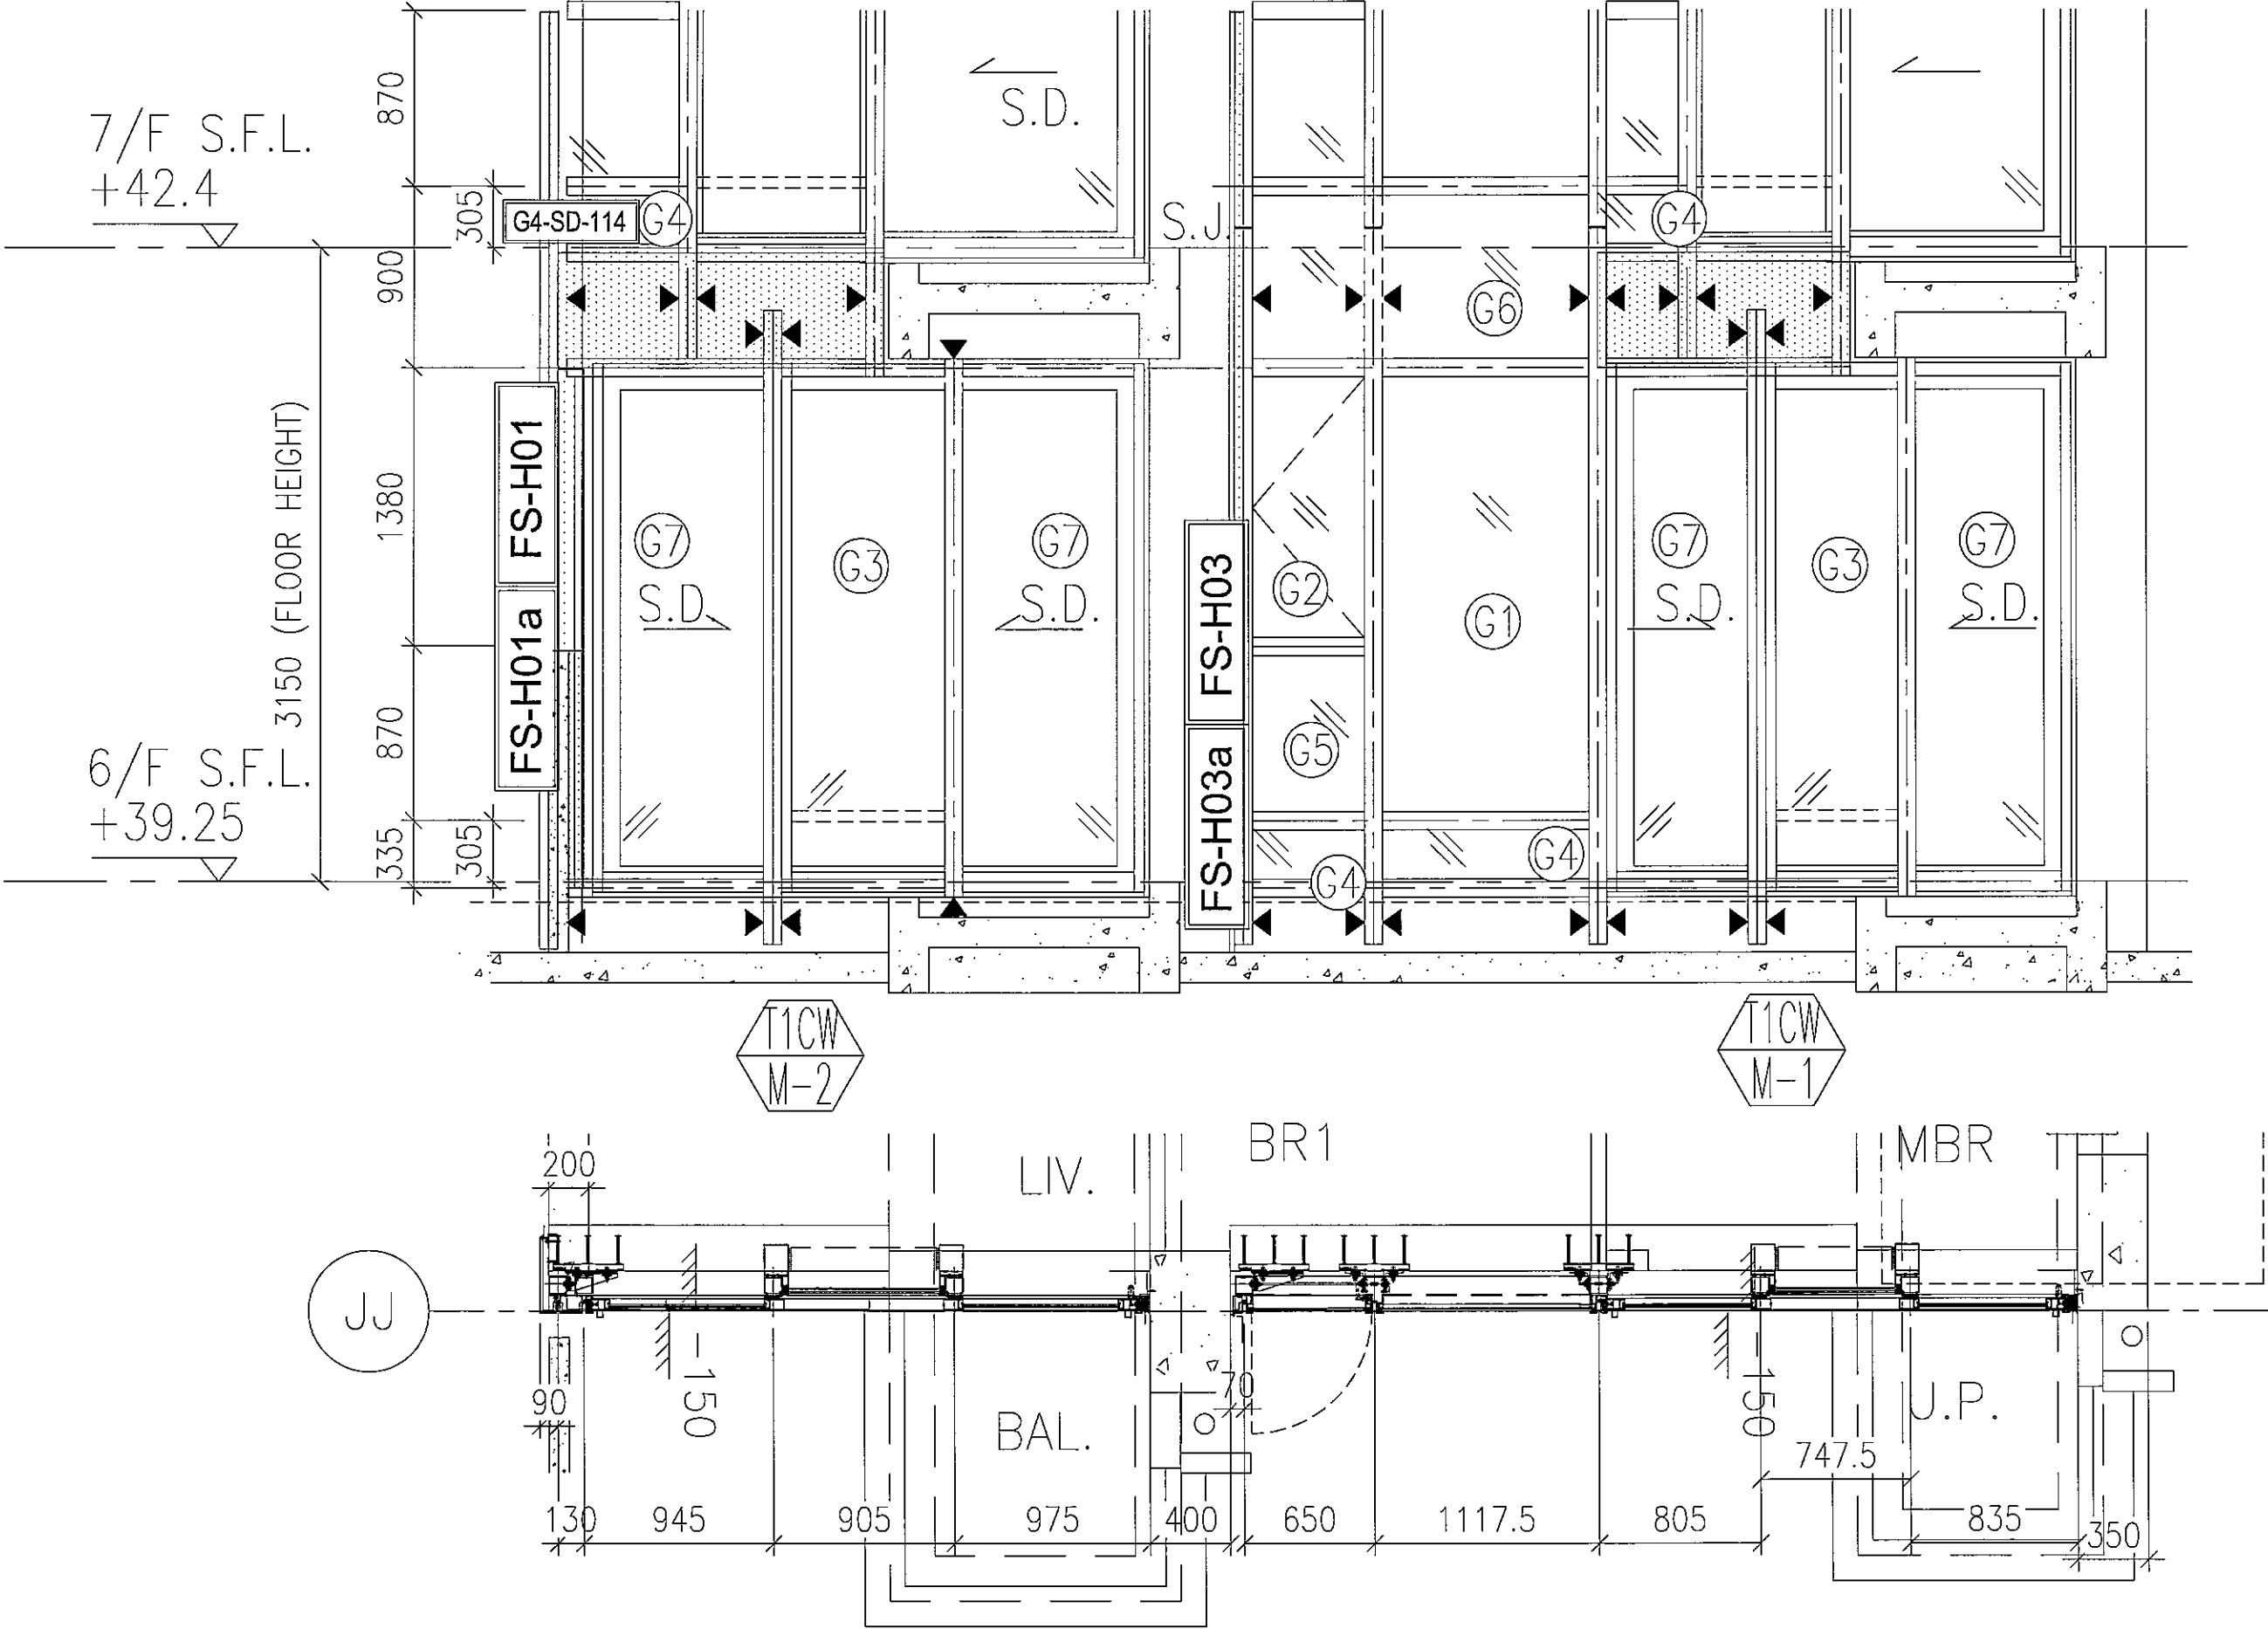 870
7/F S.F.L.
+42.4
305
G4-SD-114
G4
S.D.
S.J.
G4
900
G6
3150 (FLOOR HEIGHT)
1380
FS-H01
FS-H01a
G7
S.D.
G3
G7
S.D.
FS-H03
FS-H03a
G2
G1
G5
G7
S.D.
G3
G7
S.D.
870
6/F S.F.L.
+39.25
335
305
G4
G4
T1CW
M-2
T1CW
M-1
200
LIV.
BR1
MBR
JJ
-150
90
BAL.
70
-150
U.P.
747.5
130
945
905
975
400
650
1117.5
805
835
350